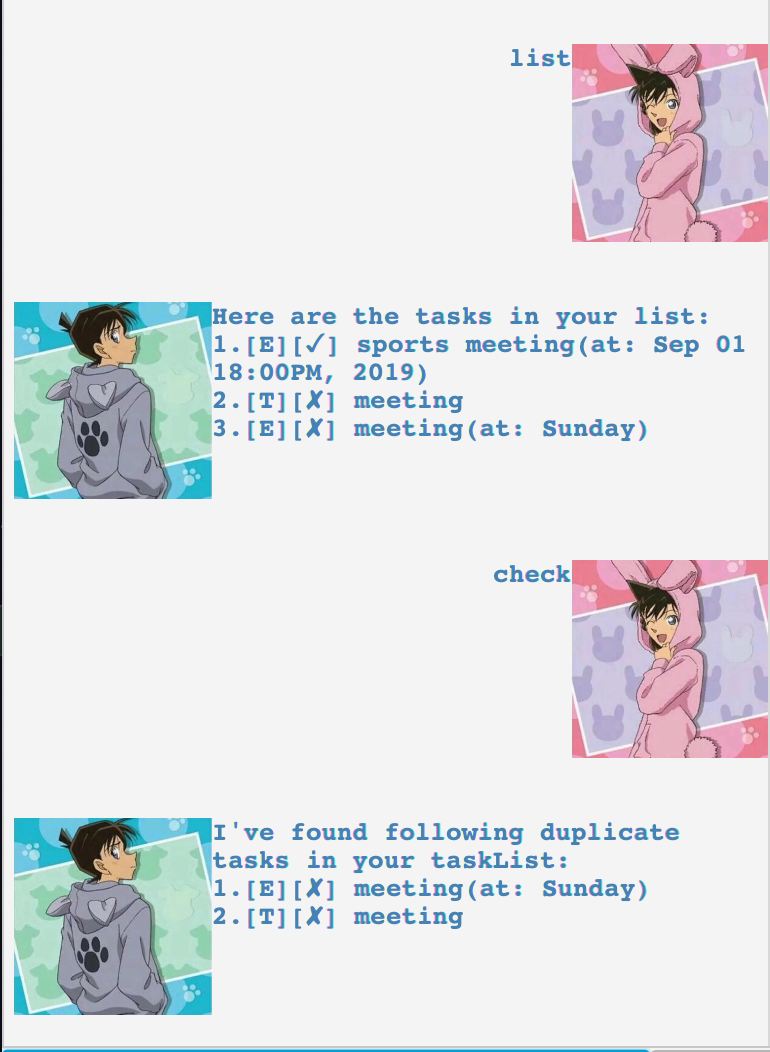 list
Here are the tasks in your list:
1.[E][✓] sports meeting(at: Sep 01
18:00PM, 2019)
2.[T][✘] meeting
3.[E][✘] meeting(at: Sunday)
check
I've found following duplicate
tasks in your taskList:
1.[E][✘] meeting(at: Sunday)
2.[T][✘] meeting